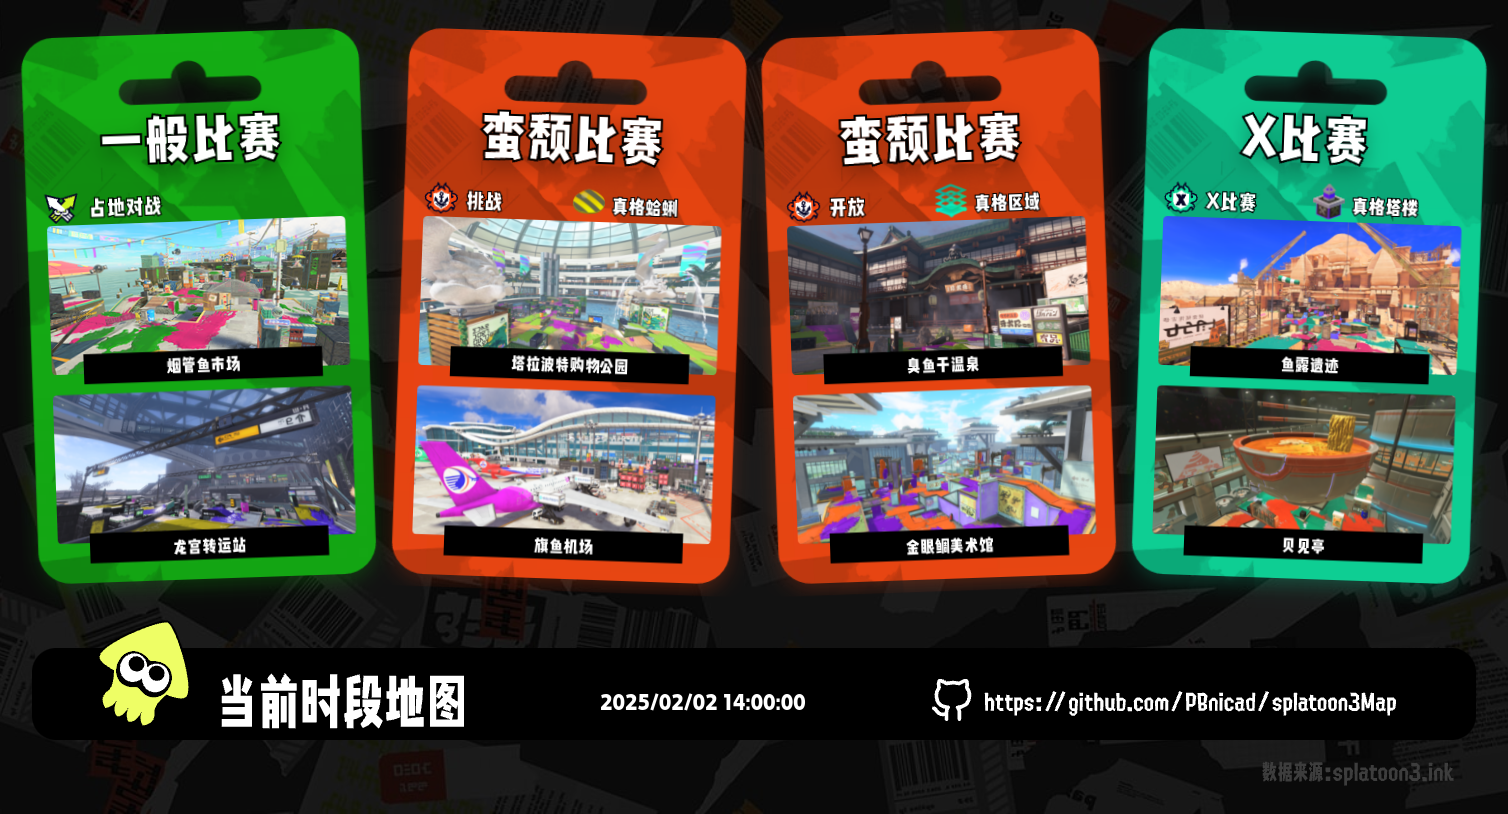 一般比赛
占地对战
烟管鱼市场
龙宫转运站
蛮颓比赛
挑战
真格蛤蜊
塔拉波特购物公园
旗鱼机场
蛮颓比赛
开放
真格区域
臭鱼干温泉
金眼鲷美术馆
X比赛
X比赛
真格塔楼
鱼露遗迹
贝见亭
当前时段地图
2025/02/02 14:00:00
https://github.com/PBnicad/splatoon3Map
数据来源:splatoon3.ink